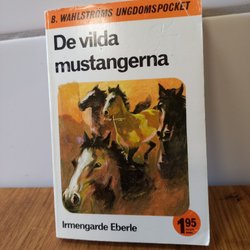 B. WAHLSTRÖMS UNGDOMSPOCKET
De vilda
mustangerna
Irmengarde Eberle
1.95